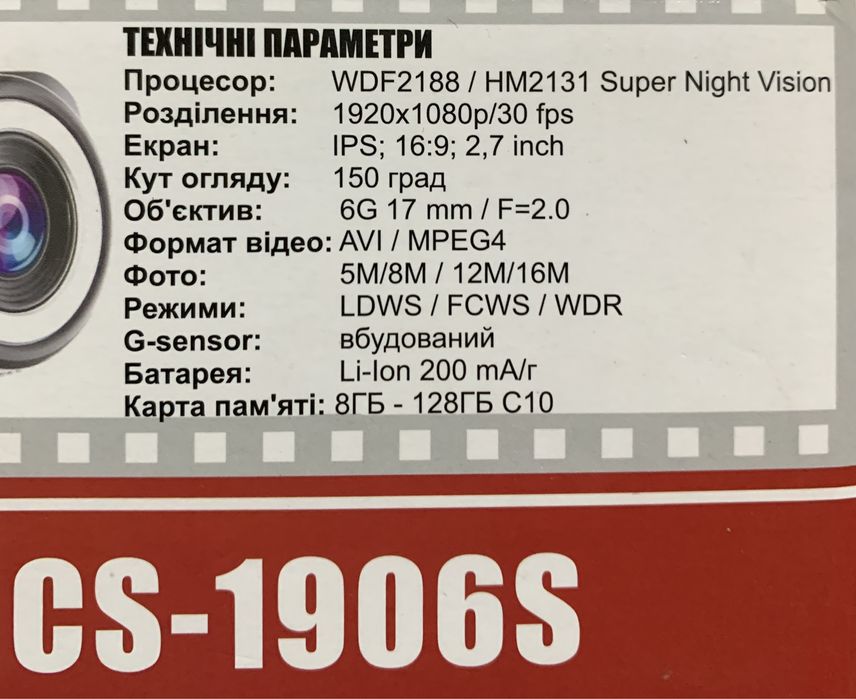 ТЕХНІЧНІ ПАРАМЕТРИ
Процесор: WDF2188 / HM2131 Super Night Vision
Розділення: 1920x1080p/30 fps
Екран: IPS; 16:9; 2,7 inch
Кут огляду: 150 град
Об'єктив: 6G 17 mm / F=2.0
Формат відео: AVI / MPEG4
Фото: 5M/8M / 12M/16M
Режими: LDWS / FCWS / WDR
G-sensor: вбудований
Батарея: Li-Ion 200 mA/г
Карта пам'яті: 8ГБ - 128ГБ C10
CS-1906S